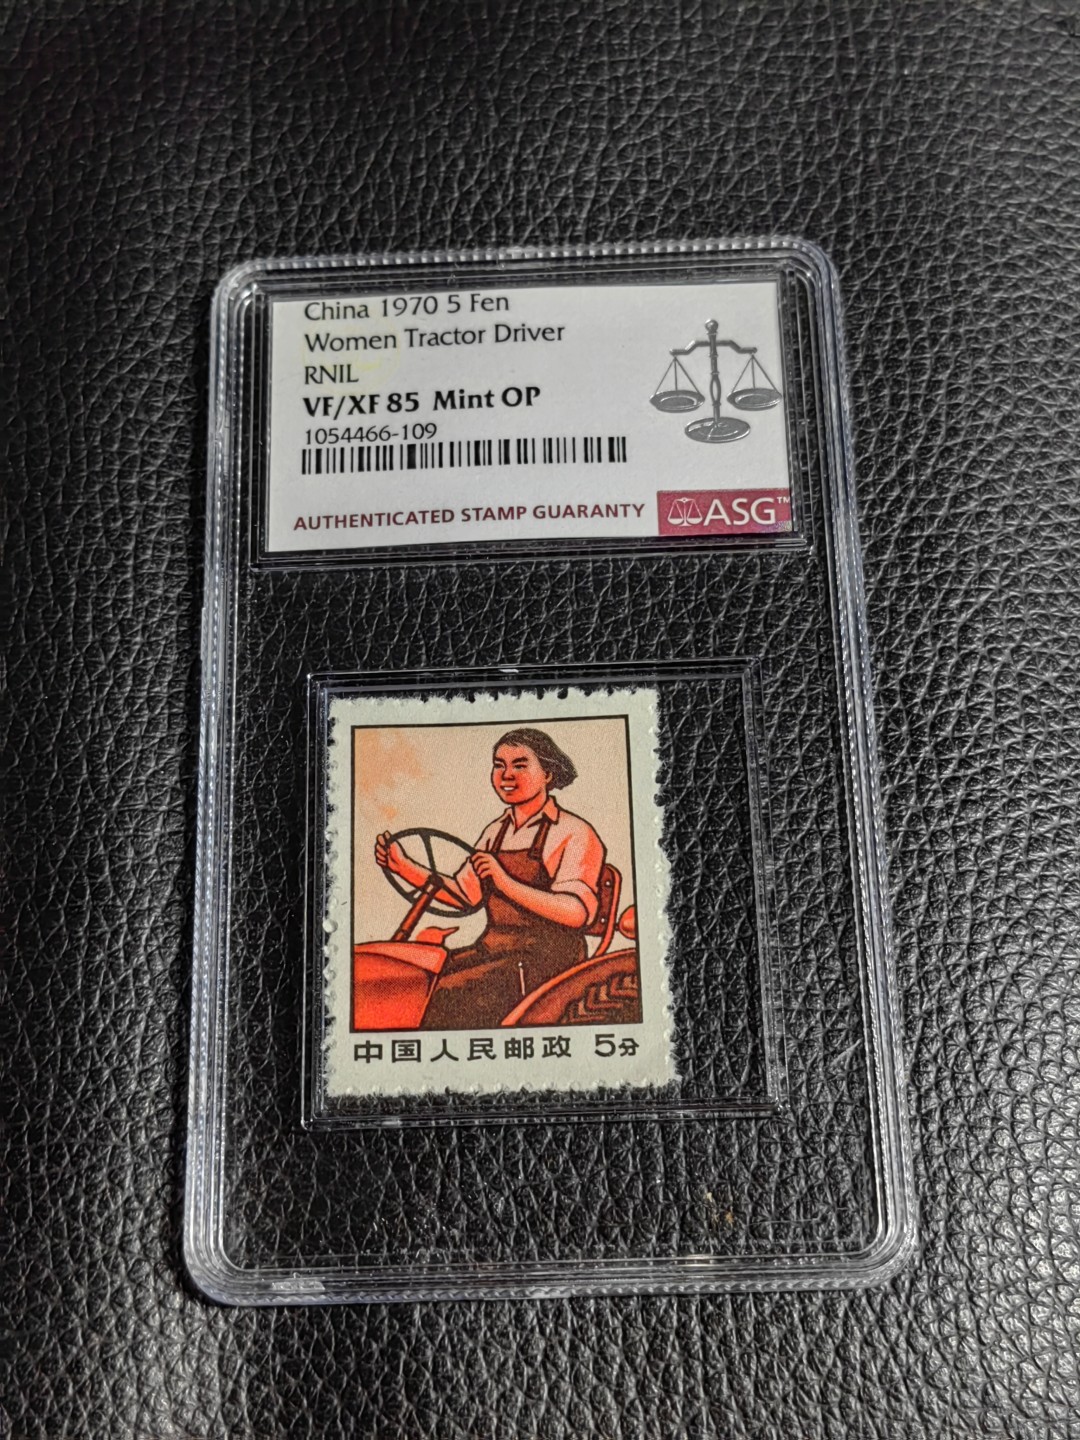 China 1970 5 Fen
Women Tractor Driver
RNIL
VF/XF 85 Mint OP
1054466-109
AUTHENTICATED STAMP GUARANTY
ASG™
中国人民邮政 5分